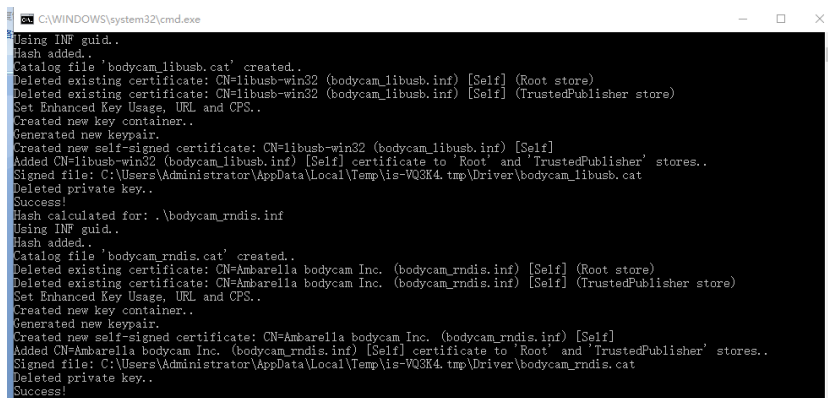 C:\WINDOWS\system32\cmd.exe
Using INF guid..
Hash added..
Catalog file 'bodycam_libusb.cat' created..
Deleted existing certificate: CN=libusb-win32 (bodycam_libusb.inf) [Self] (Root store)
Deleted existing certificate: CN=libusb-win32 (bodycam_libusb.inf) [Self] (TrustedPublisher store)
Set Enhanced Key Usage, URL and CPS..
Created new key container..
Generated new keypair.
Created new self-signed certificate: CN=libusb-win32 (bodycam_libusb.inf) [Self]
Added CN=libusb-win32 (bodycam_libusb.inf) [Self] certificate to 'Root' and 'TrustedPublisher' stores..
Signed file: C:\Users\Administrator\AppData\Local\Temp\is-VQ3K4.tmp\Driver\bodycam_libusb.cat
Deleted private key..
Success!
Hash calculated for: .\bodycam_rndis.inf
Using INF guid..
Hash added..
Catalog file 'bodycam_rndis.cat' created..
Deleted existing certificate: CN=Ambarella bodycam Inc. (bodycam_rndis.inf) [Self] (Root store)
Deleted existing certificate: CN=Ambarella bodycam Inc. (bodycam_rndis.inf) [Self] (TrustedPublisher store)
Set Enhanced Key Usage, URL and CPS..
Created new key container..
Generated new keypair.
Created new self-signed certificate: CN=Ambarella bodycam Inc. (bodycam_rndis.inf) [Self]
Added CN=Ambarella bodycam Inc. (bodycam_rndis.inf) [Self] certificate to 'Root' and 'TrustedPublisher' stores..
Signed file: C:\Users\Administrator\AppData\Local\Temp\is-VQ3K4.tmp\Driver\bodycam_rndis.cat
Deleted private key..
Success!